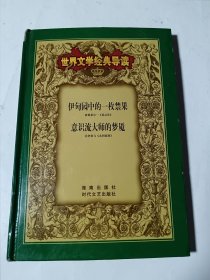 世界文学经典导读
伊甸园中的一枚禁果
意识流大师的梦魇
海南出版社
时代文艺出版社